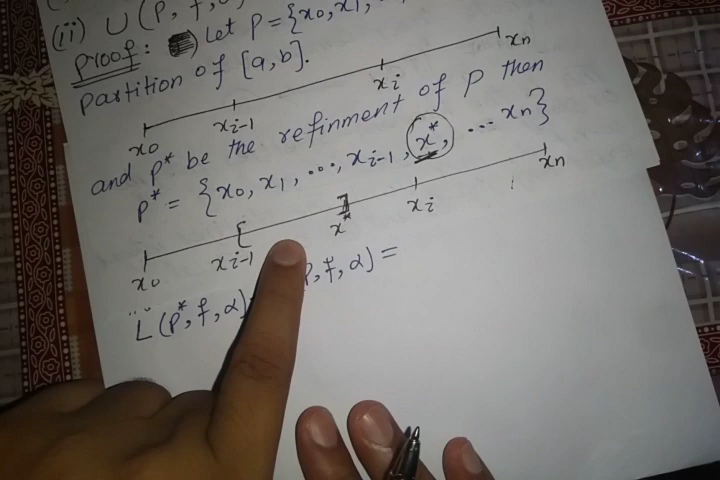 (ii) U(P, f,
Proof: Let P = {x₀, x₁,
partition of [a, b].
x₀ xᵢ₋₁ xᵢ xₙ
and P* be the refinment of P then
P* = {x₀, x₁, ..., xᵢ₋₁, x*, ... xₙ}
x₀ xᵢ₋₁ x* xᵢ xₙ
L(P*, f, α) P, f, α) =